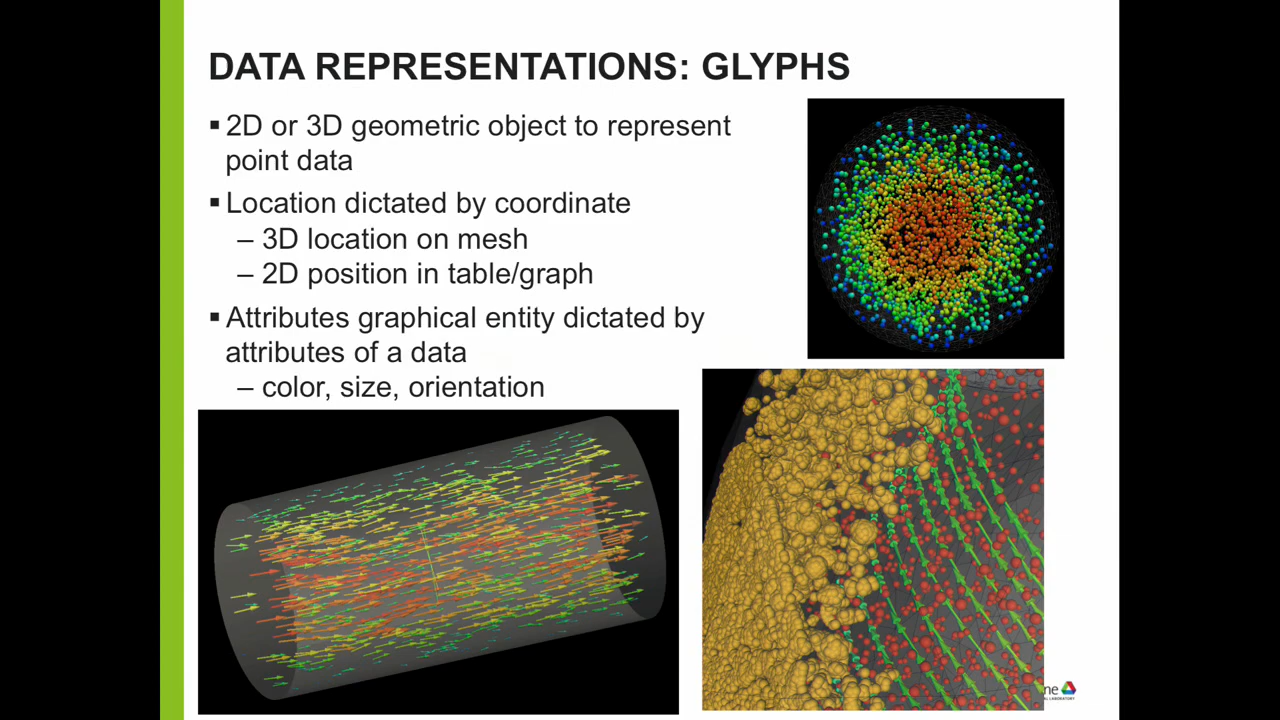 DATA REPRESENTATIONS: GLYPHS
▪ 2D or 3D geometric object to represent
point data
▪ Location dictated by coordinate
– 3D location on mesh
– 2D position in table/graph
▪ Attributes graphical entity dictated by
attributes of a data
– color, size, orientation
ne